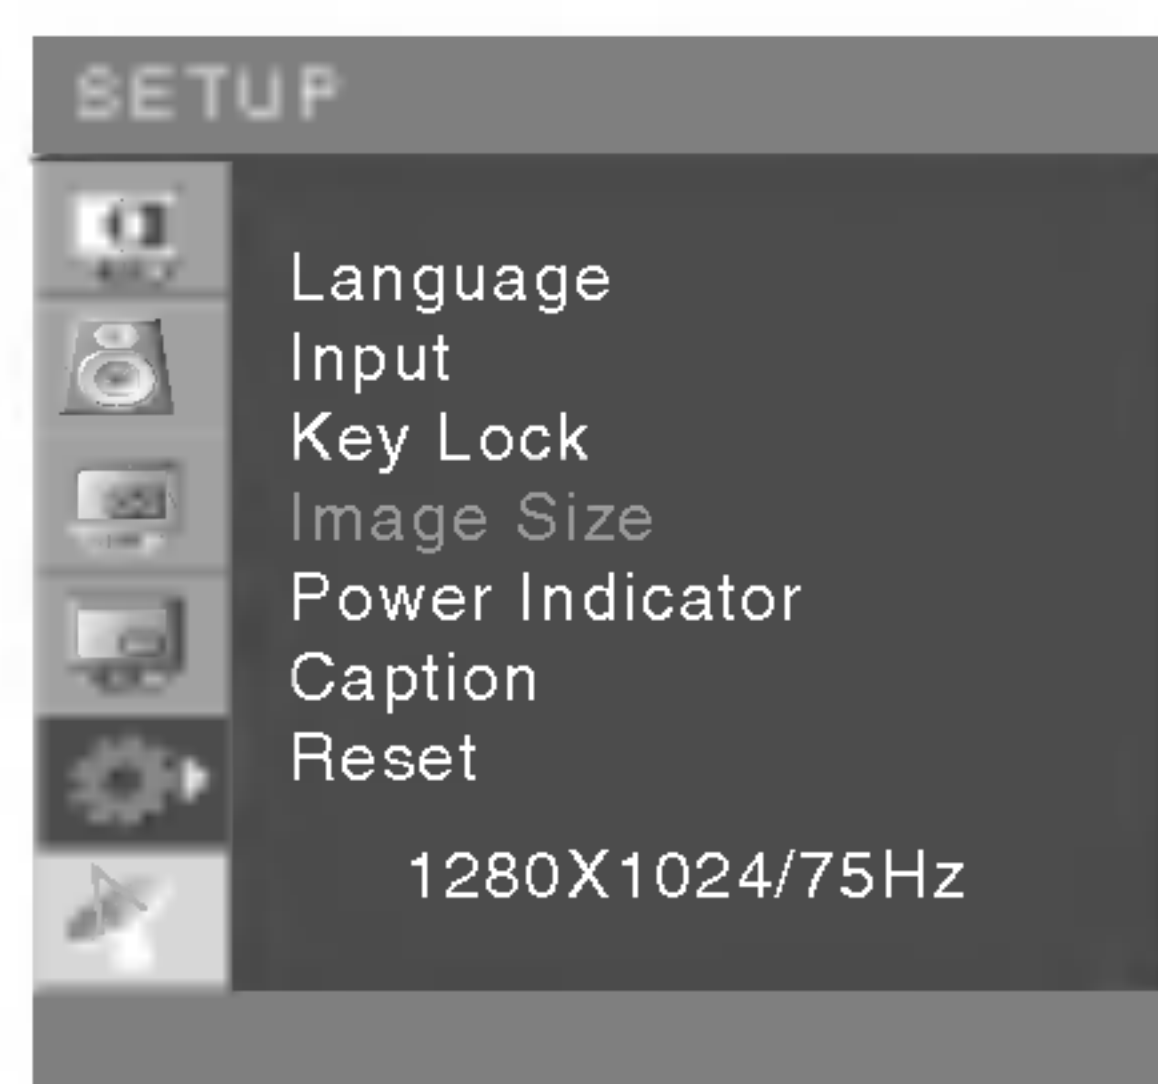 SETUP
Language
Input
Key Lock
Image Size
Power Indicator
Caption
Reset
1280X1024/75Hz